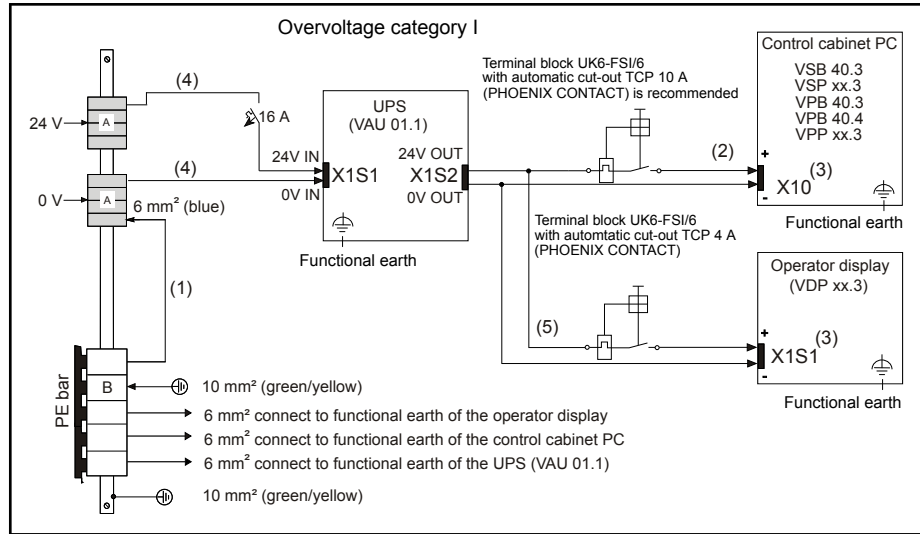 Overvoltage category I
Terminal block UK6-FSI/6
with automatic cut-out TCP 10 A
(PHOENIX CONTACT) is recommended
Control cabinet PC
VSB 40.3
VSP xx.3
VPB 40.3
VPB 40.4
VPP xx.3
(4)
24 V
A
16 A
UPS
(VAU 01.1)
24V IN
24V OUT
X1S1
X1S2
0V IN
0V OUT
(2)
+
(3)
X10
-
Functional earth
(4)
0 V
A
6 mm² (blue)
Functional earth
Terminal block UK6-FSI/6
with automtatic cut-out TCP 4 A
(PHOENIX CONTACT)
Operator display
(VDP xx.3)
(1)
(5)
+
(3)
X1S1
-
Functional earth
PE bar
B
10 mm² (green/yellow)
6 mm² connect to functional earth of the operator display
6 mm² connect to functional earth of the control cabinet PC
6 mm² connect to functional earth of the UPS (VAU 01.1)
10 mm² (green/yellow)